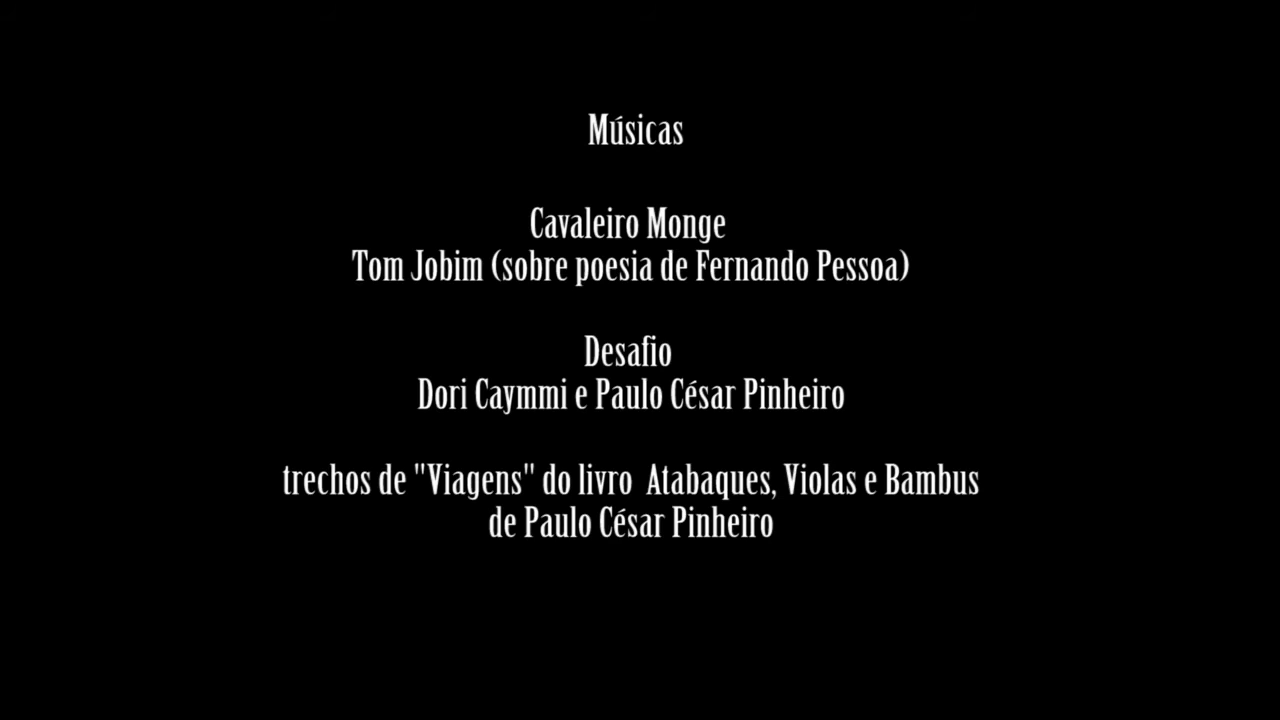 Músicas
Cavaleiro Monge
Tom Jobim (sobre poesia de Fernando Pessoa)
Desafio
Dori Caymmi e Paulo César Pinheiro
trechos de "Viagens" do livro  Atabaques, Violas e Bambus
de Paulo César Pinheiro